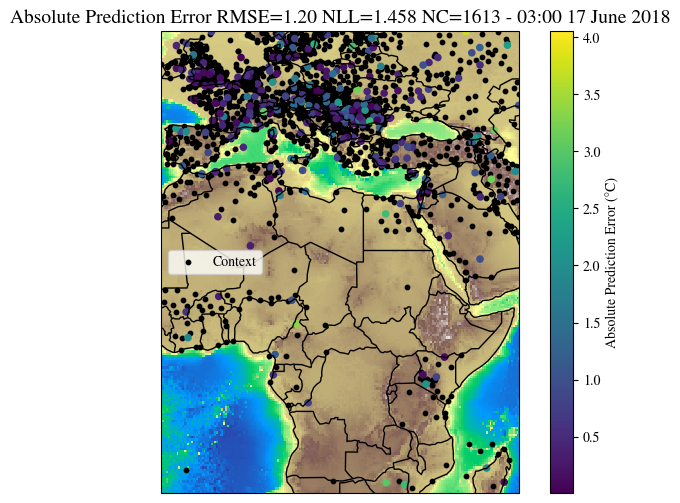 Absolute Prediction Error RMSE=1.20 NLL=1.458 NC=1613 - 03:00 17 June 2018
Context
4.0
3.5
3.0
2.5
2.0
1.5
1.0
0.5
Absolute Prediction Error (°C)